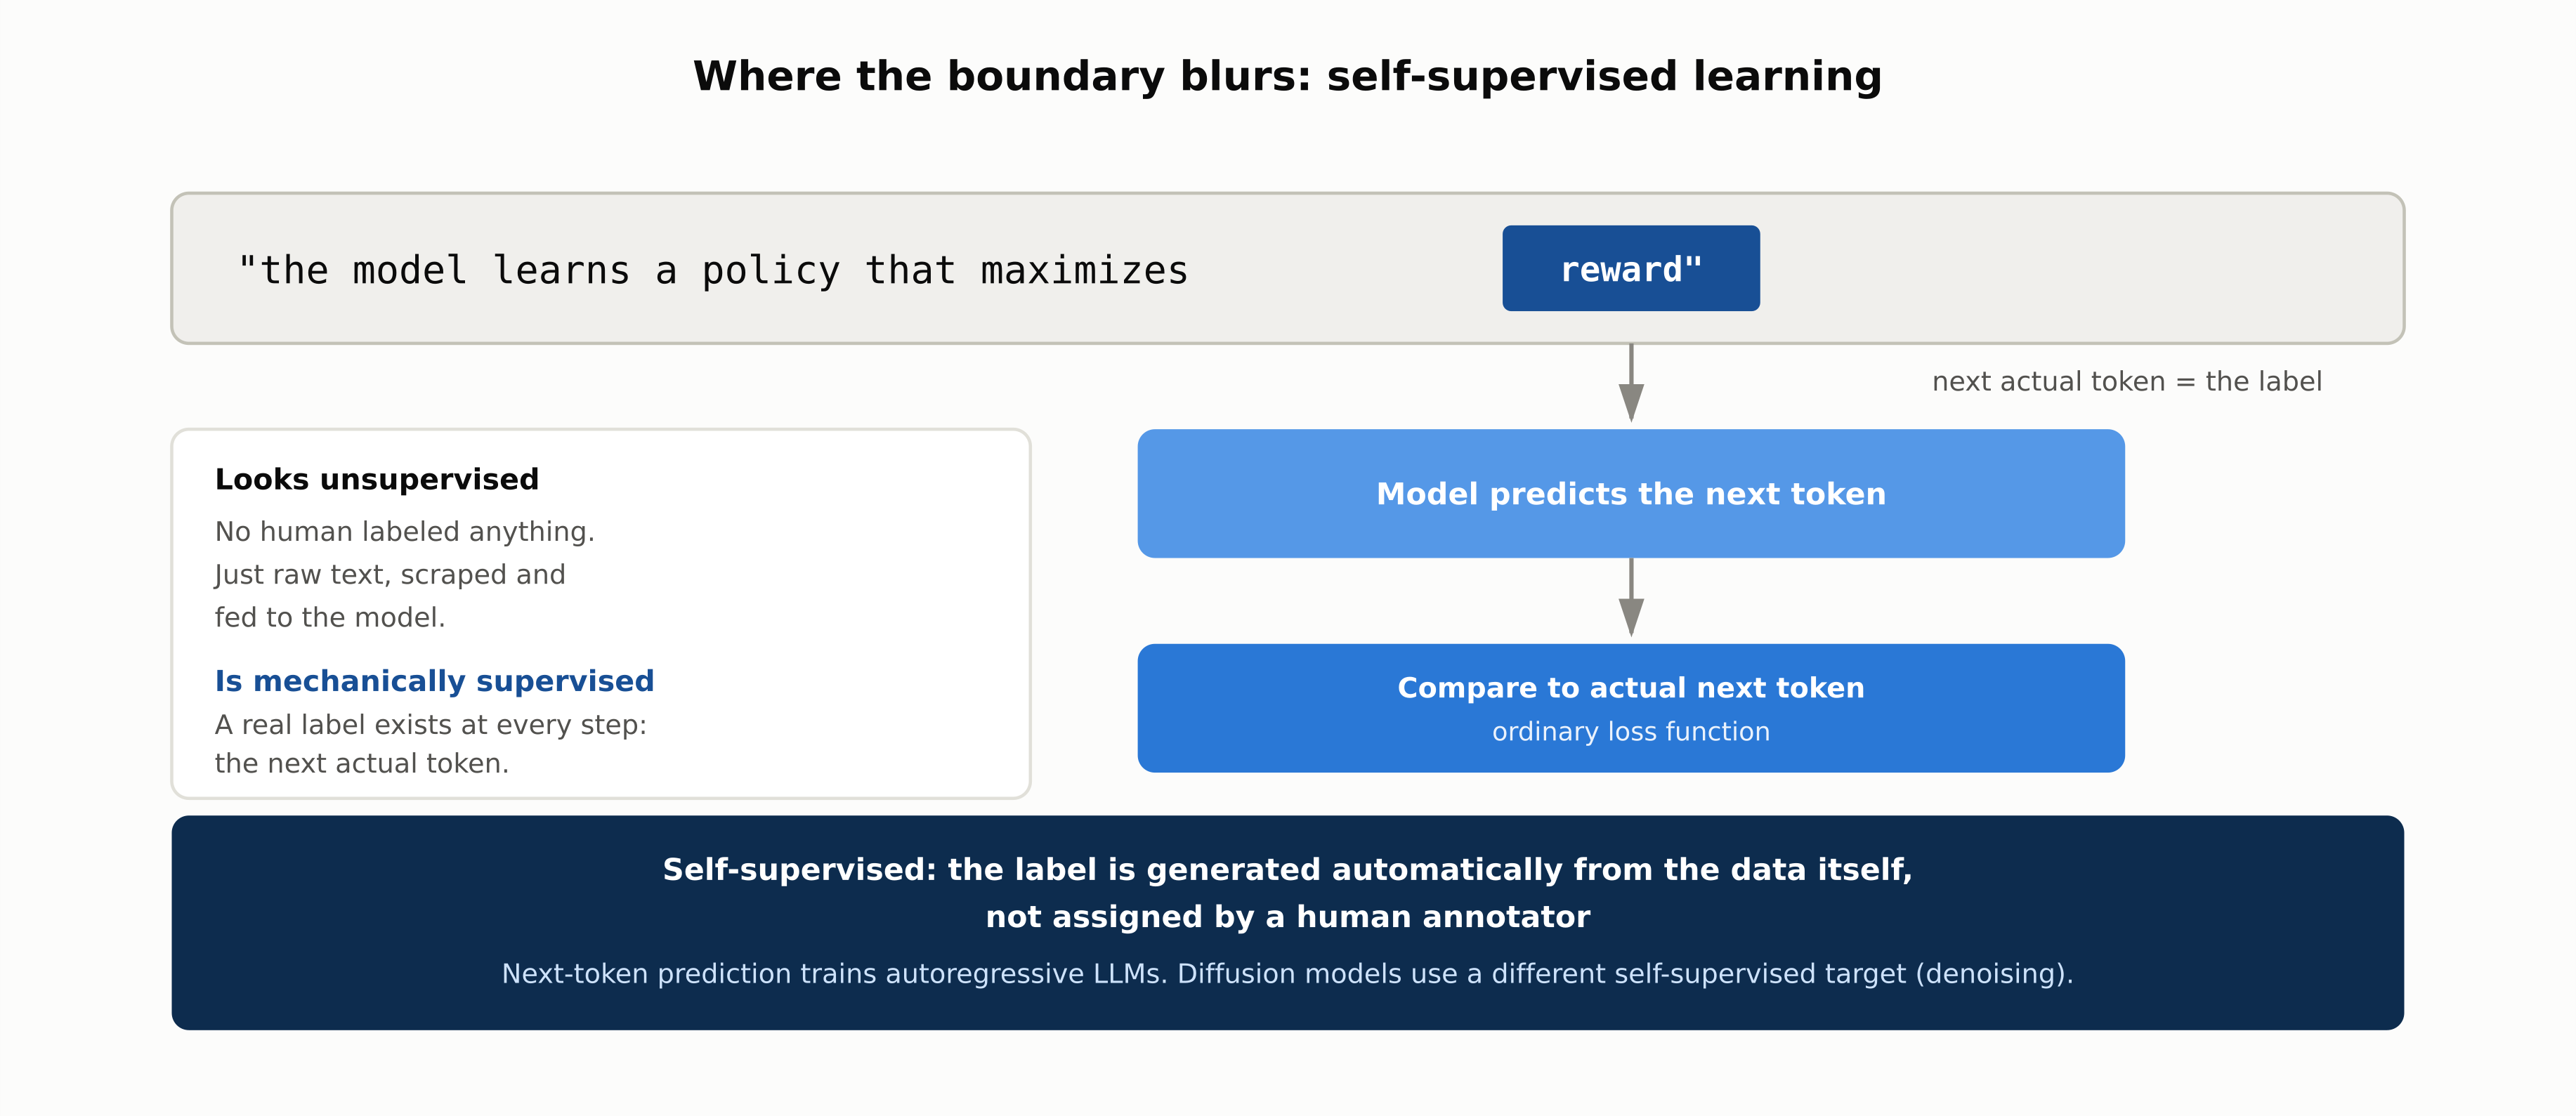 Where the boundary blurs: self-supervised learning
"the model learns a policy that maximizes reward"
next actual token = the label
Looks unsupervised
No human labeled anything.
Just raw text, scraped and
fed to the model.
Is mechanically supervised
A real label exists at every step:
the next actual token.
Model predicts the next token
Compare to actual next token
ordinary loss function
Self-supervised: the label is generated automatically from the data itself,
not assigned by a human annotator
Next-token prediction trains autoregressive LLMs. Diffusion models use a different self-supervised target (denoising).